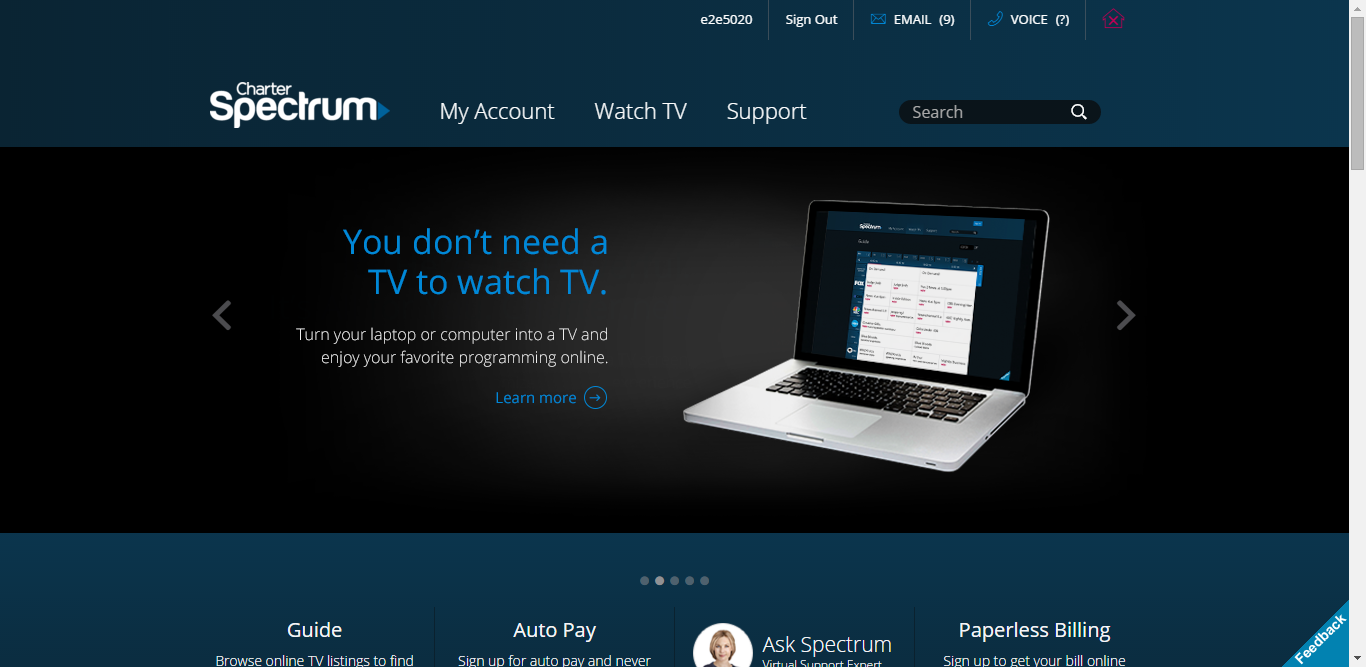 e2e5020
Sign Out
EMAIL (9)
VOICE (?)
Charter
Spectrum
My Account
Watch TV
Support
Search
You don't need a
TV to watch TV.
Turn your laptop or computer into a TV and
enjoy your favorite programming online.
Learn more
Spectrum
Guide
FOX
Guide
Browse online TV listings to find
Auto Pay
Sign up for auto pay and never
Ask Spectrum
Virtual Support Expert
Paperless Billing
Sign up to get your bill online
Feedback